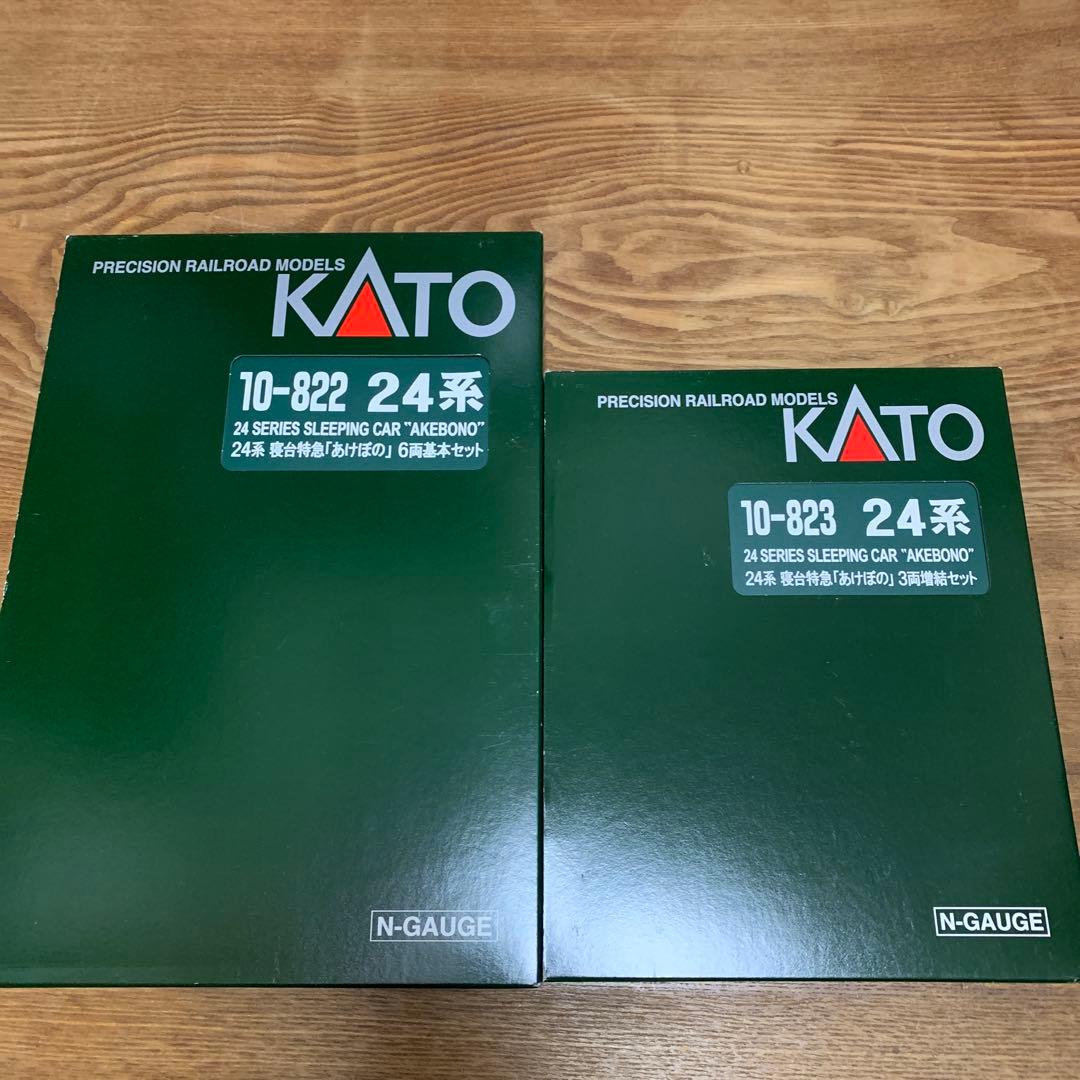 PRECISION RAILROAD MODELS
KATO
10-822 24系
24 SERIES SLEEPING CAR "AKEBONO"
24系 寝台特急「あけぼの」 6両基本セット
N-GAUGE
PRECISION RAILROAD MODELS
KATO
10-823 24系
24 SERIES SLEEPING CAR "AKEBONO"
24系 寝台特急「あけぼの」 3両増結セット
N-GAUGE